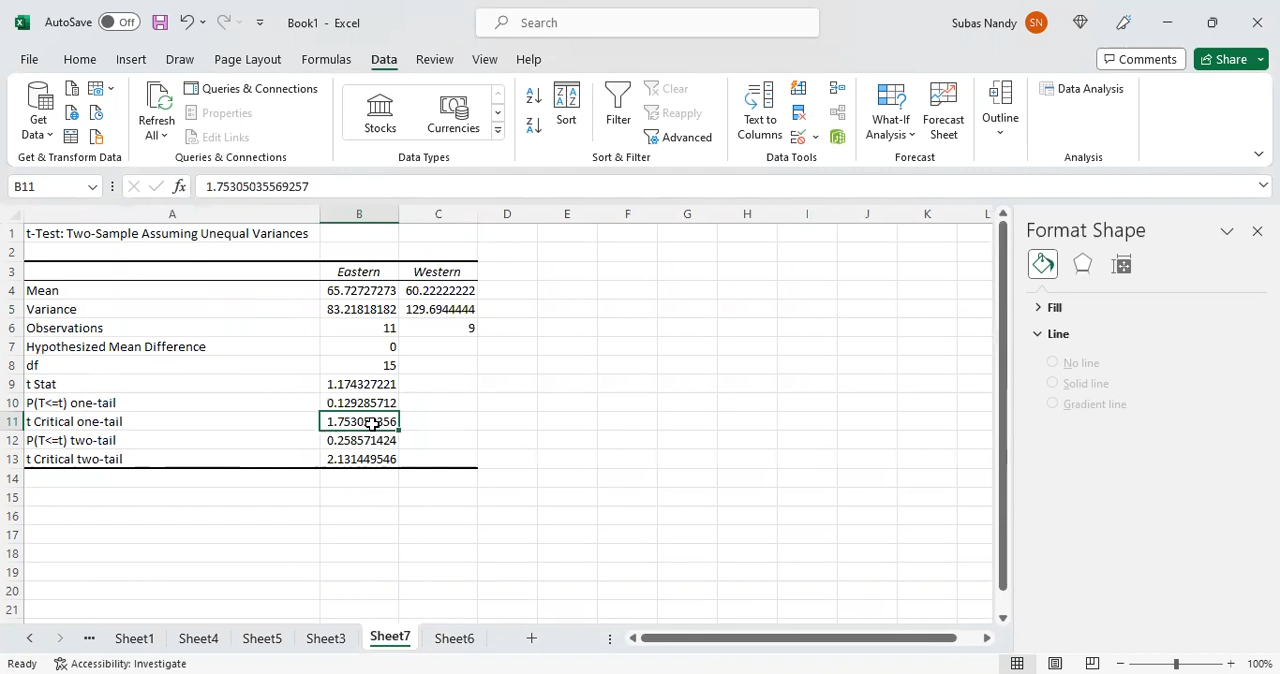 AutoSave Off Book1 - Excel Search Subas Nandy SN
File Home Insert Draw Page Layout Formulas Data Review View Help Comments Share
Get Data
Refresh All
Queries & Connections
Properties
Edit Links
Stocks
Currencies
Sort
Filter
Clear
Reapply
Advanced
Text to Columns
What-If Analysis
Forecast Sheet
Outline
Data Analysis
Get & Transform Data Queries & Connections Data Types Sort & Filter Data Tools Forecast Analysis
B11 fx 1.75305035569257
A B C D E F G H I J K L
1 t-Test: Two-Sample Assuming Unequal Variances
2
3 Eastern Western
4 Mean 65.72727273 60.22222222
5 Variance 83.21818182 129.6944444
6 Observations 11 9
7 Hypothesized Mean Difference 0
8 df 15
9 t Stat 1.174327221
10 P(T<=t) one-tail 0.129285712
11 t Critical one-tail
12 P(T<=t) two-tail 0.258571424
13 t Critical two-tail 2.131449546
14
15
16
17
18
19
20
21
Format Shape
Fill
Line
No line
Solid line
Gradient line
Sheet1 Sheet4 Sheet5 Sheet3 Sheet7 Sheet6
Ready Accessibility: Investigate 100%